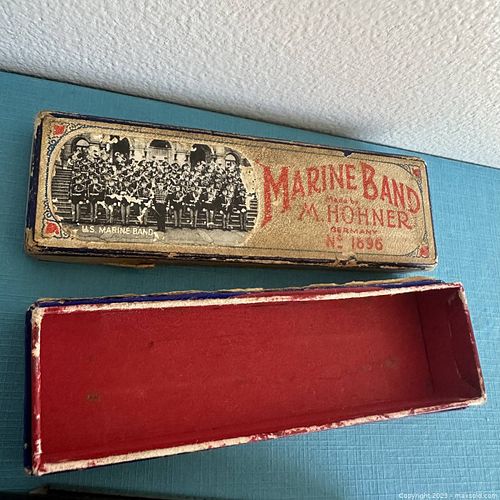 MARINE BAND
Made by
M. HOHNER
GERMANY
Nº 1896
U.S. MARINE BAND
Copyright 2023 - maxsold.com